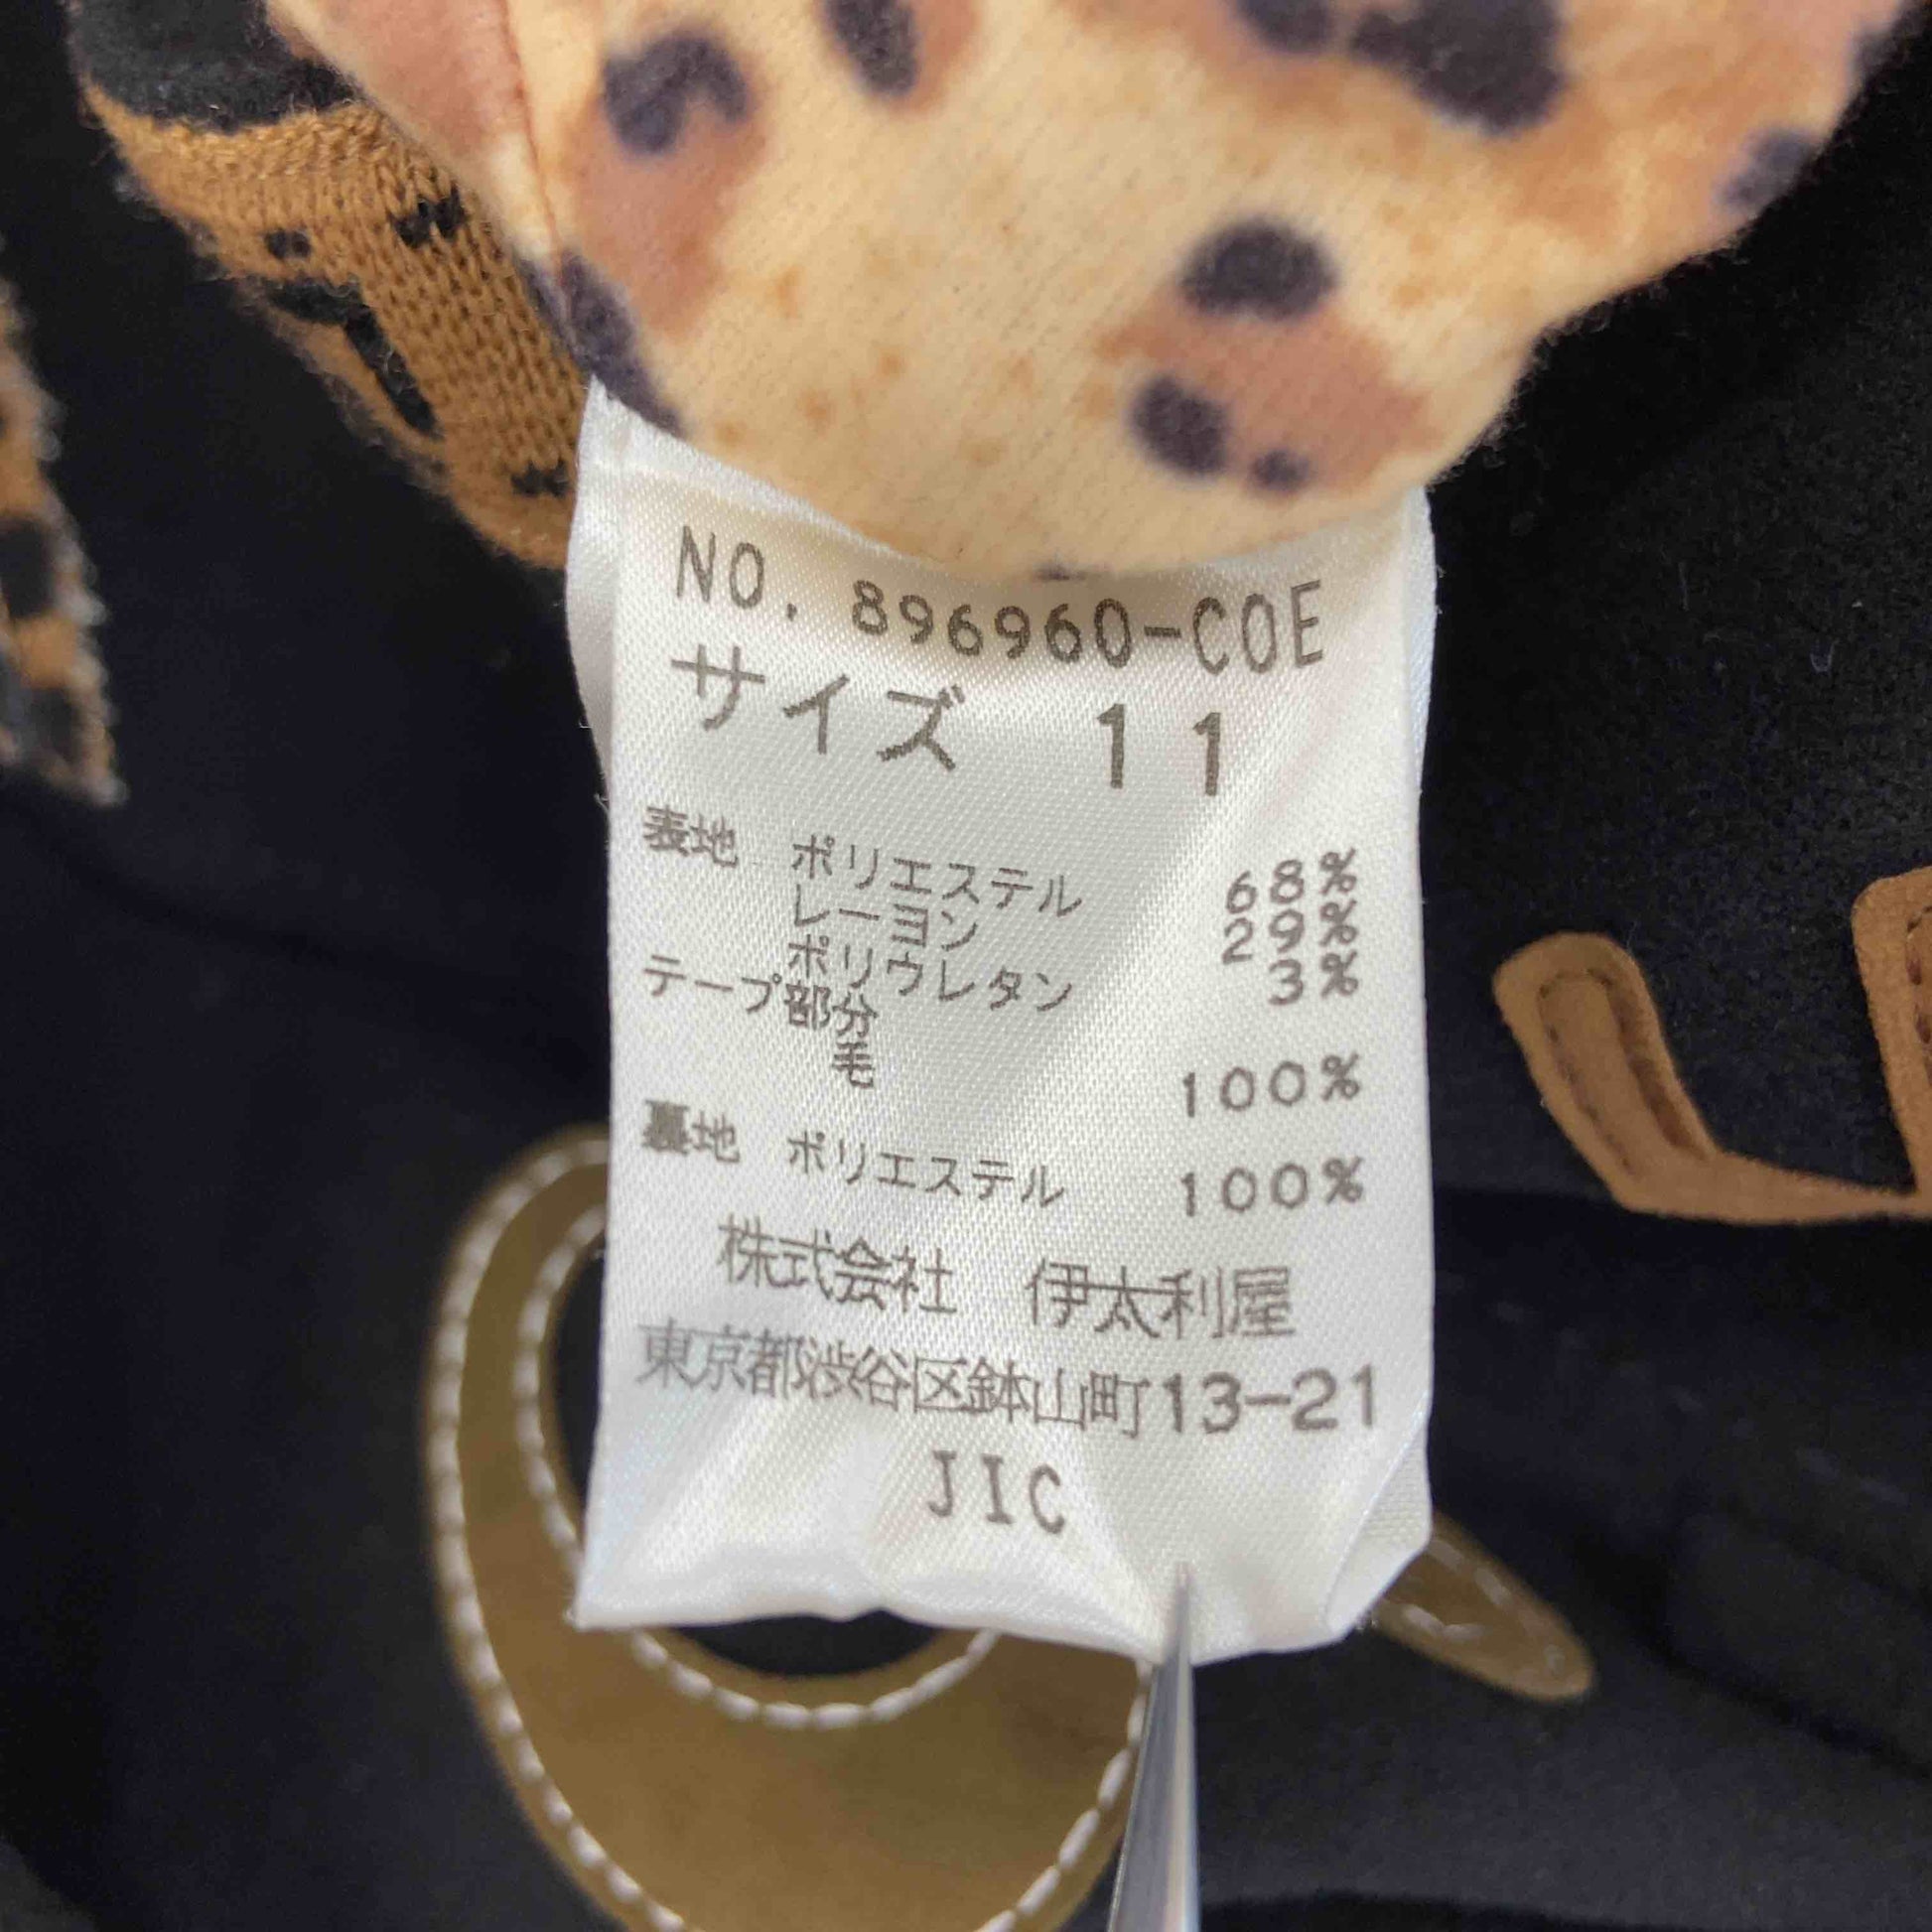 NO. 896960-COE
サイズ 11
表地 ポリエステル 68%
レーヨン 29%
ポリウレタン 3%
テープ部分
毛 100%
裏地 ポリエステル 100%
株式会社 伊太利屋
東京都渋谷区鉢山町13-21
JIC